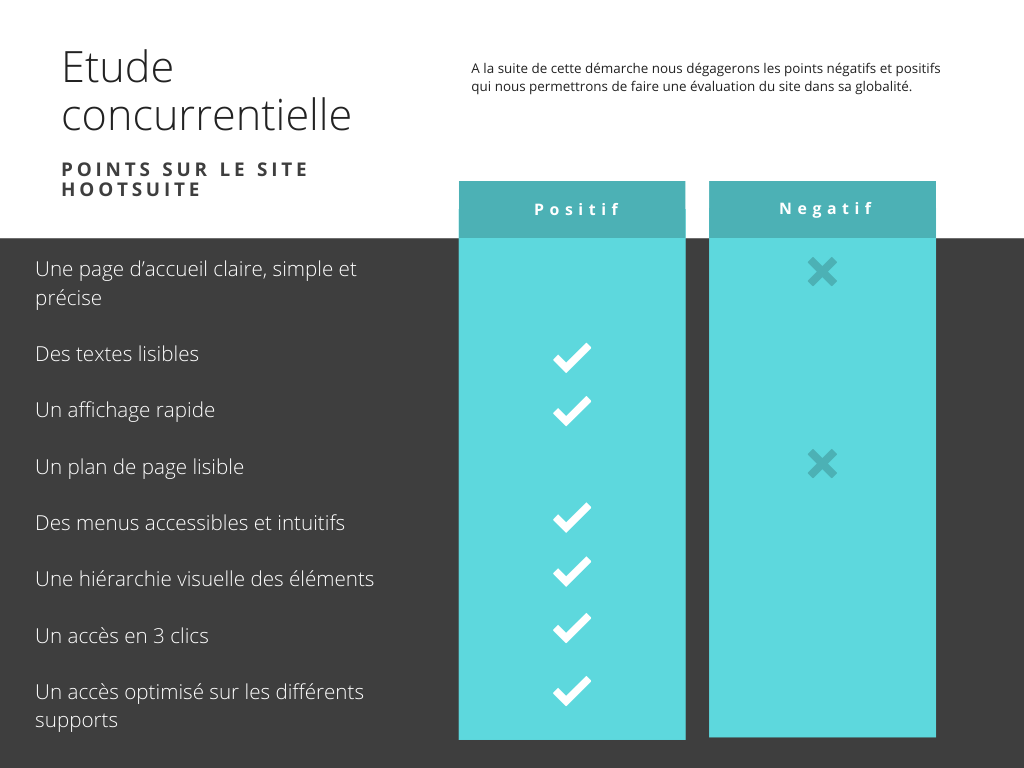 Etude
concurrentielle
POINTS SUR LE SITE
HOOTSUITE
A la suite de cette démarche nous dégagerons les points négatifs et positifs
qui nous permettrons de faire une évaluation du site dans sa globalité.
Positif
Negatif
Une page d’accueil claire, simple et
précise
Des textes lisibles
Un affichage rapide
Un plan de page lisible
Des menus accessibles et intuitifs
Une hiérarchie visuelle des éléments
Un accès en 3 clics
Un accès optimisé sur les différents
supports